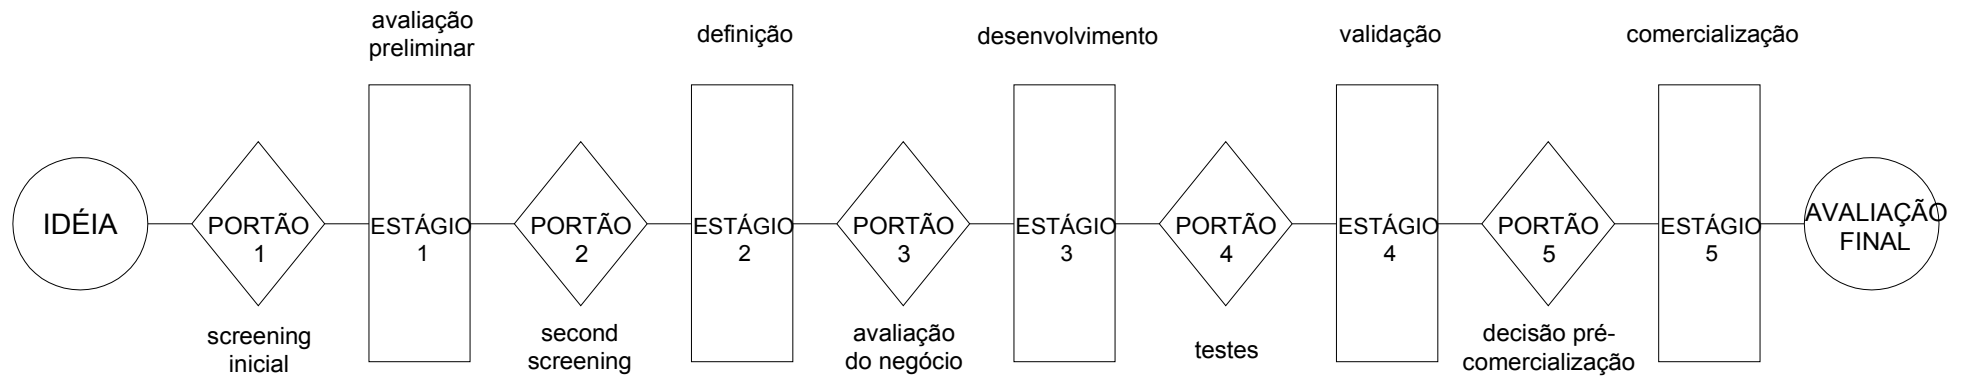 avaliação
preliminar
definição
desenvolvimento
validação
comercialização
IDÉIA
PORTÃO
1
ESTÁGIO
1
PORTÃO
2
ESTÁGIO
2
PORTÃO
3
ESTÁGIO
3
PORTÃO
4
ESTÁGIO
4
PORTÃO
5
ESTÁGIO
5
AVALIAÇÃO
FINAL
screening
inicial
second
screening
avaliação
do negócio
testes
decisão pré-
comercialização